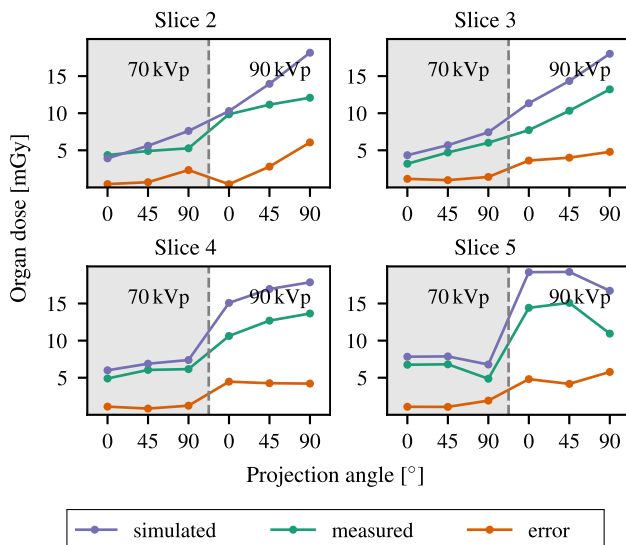 Slice 2
Slice 3
70 kVp
90 kVp
70 kVp
90 kVp
15
10
5
15
10
5
0 45 90 0 45 90
0 45 90 0 45 90
Organ dose [mGy]
Slice 4
Slice 5
70 kVp
90 kVp
70 kVp
90 kVp
15
10
5
15
10
5
0 45 90 0 45 90
0 45 90 0 45 90
Projection angle [°]
simulated
measured
error